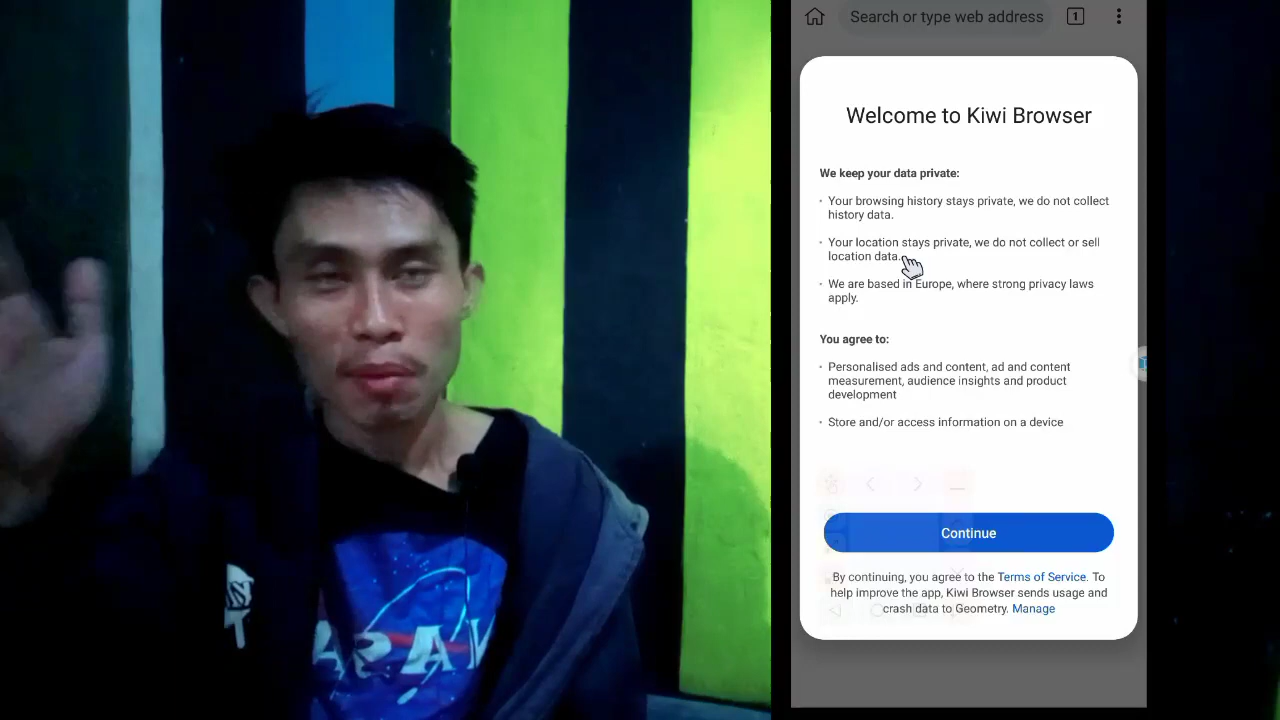 Search or type web address
1
Welcome to Kiwi Browser
We keep your data private:
· Your browsing history stays private, we do not collect
history data.
· Your location stays private, we do not collect or sell
location data.
· We are based in Europe, where strong privacy laws
apply.
You agree to:
· Personalised ads and content, ad and content
measurement, audience insights and product
development
· Store and/or access information on a device
Continue
By continuing, you agree to the Terms of Service. To
help improve the app, Kiwi Browser sends usage and
crash data to Geometry. Manage